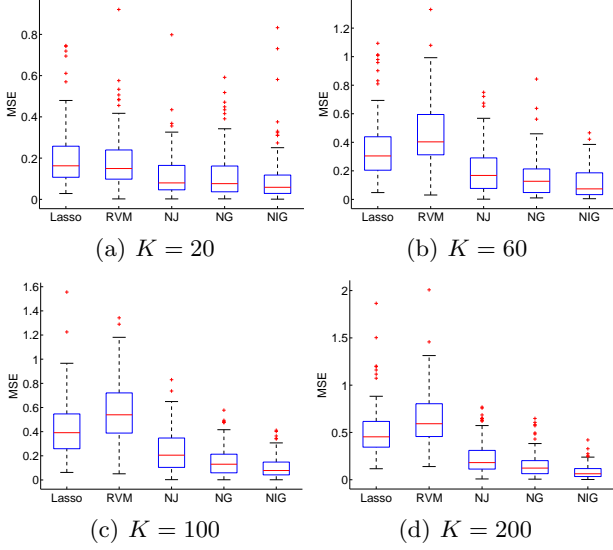 0.8
0.6
0.4
0.2
0
MSE
Lasso RVM NJ NG NIG
(a) K = 20
1.2
1
0.8
0.6
0.4
0.2
0
MSE
Lasso RVM NJ NG NIG
(b) K = 60
1.6
1.4
1.2
1
0.8
0.6
0.4
0.2
0
MSE
Lasso RVM NJ NG NIG
(c) K = 100
2
1.5
1
0.5
0
MSE
Lasso RVM NJ NG NIG
(d) K = 200